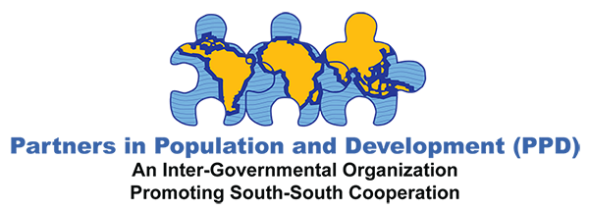 Partners in Population and Development (PPD)
An Inter-Governmental Organization
Promoting South-South Cooperation